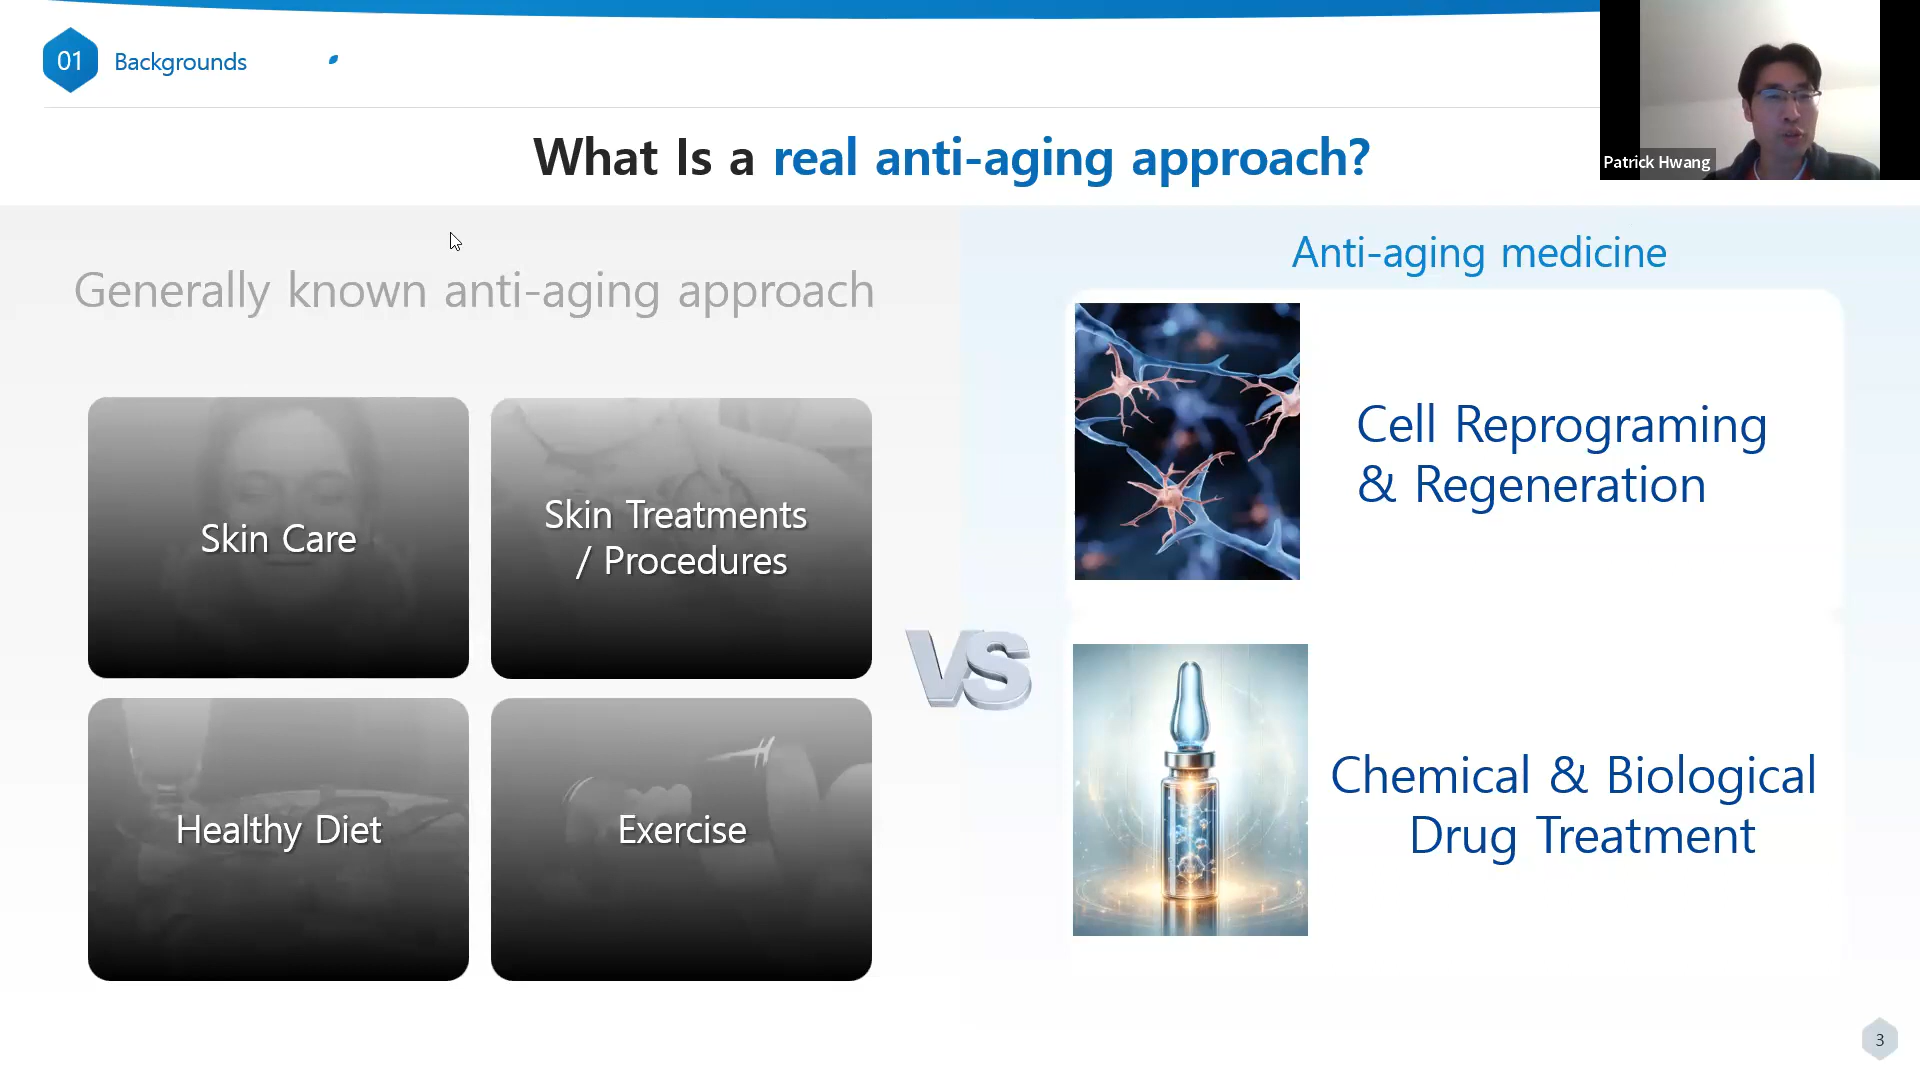 01 Backgrounds
What Is a real anti-aging approach?
Patrick Hwang
Generally known anti-aging approach
Skin Care
Skin Treatments
/ Procedures
Healthy Diet
Exercise
VS
Anti-aging medicine
Cell Reprograming
& Regeneration
Chemical & Biological
Drug Treatment
3